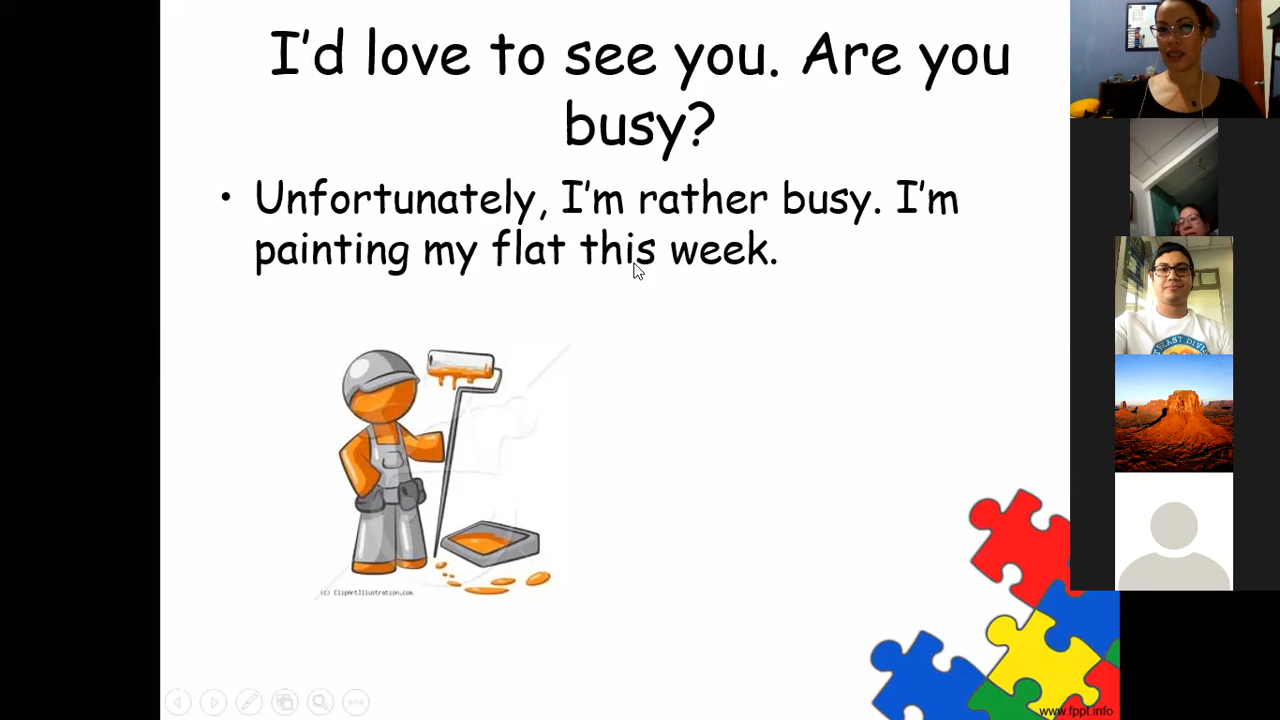 I'd love to see you. Are you
busy?
• Unfortunately, I'm rather busy. I'm
painting my flat this week.
(c) ClipArtIllustration.com
www.fppt.info